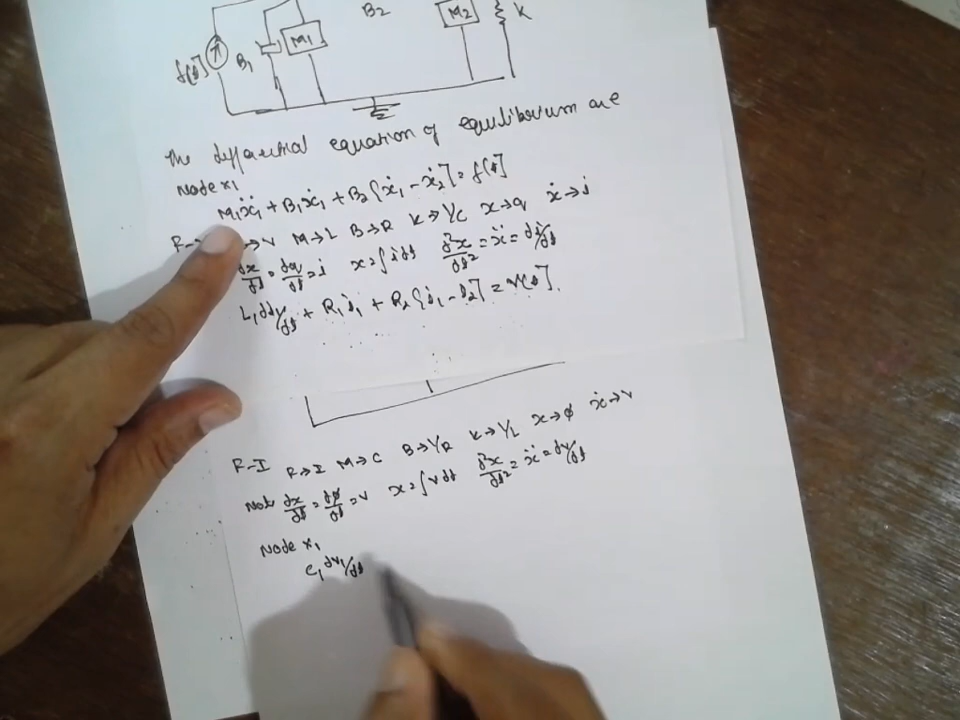 B2
f(t) B1 M1 M2 K
The differential equation of equilibrium are
Node x1
M1ẍ1 + B1ẋ1 + B2[ẋ1 - ẋ2] = f(t)
→V M→L B→R K→1/C x→q ẋ→i
dx/dt = dq/dt = i x = ∫idt d²x/dt² = ẍ = di/dt
L1 di1/dt + R1i1 + R2[i1 - i2] = v(t)
F-I F→I M→C B→1/R K→1/L x→φ ẋ→v
Note dx/dt = dφ/dt = v x = ∫vdt d²x/dt² = ẍ = dv/dt
Node x1
C1 dv1/dt